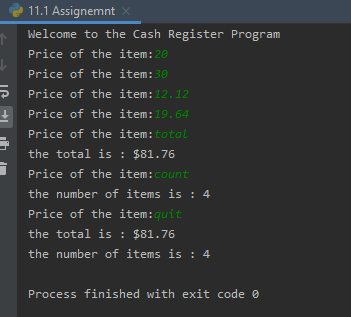 11.1 Assignemnt
Welcome to the Cash Register Program
Price of the item:20
Price of the item:30
Price of the item:12.12
Price of the item:19.64
Price of the item:total
the total is : $81.76
Price of the item:count
the number of items is : 4
Price of the item:quit
the total is : $81.76
the number of items is : 4
Process finished with exit code 0